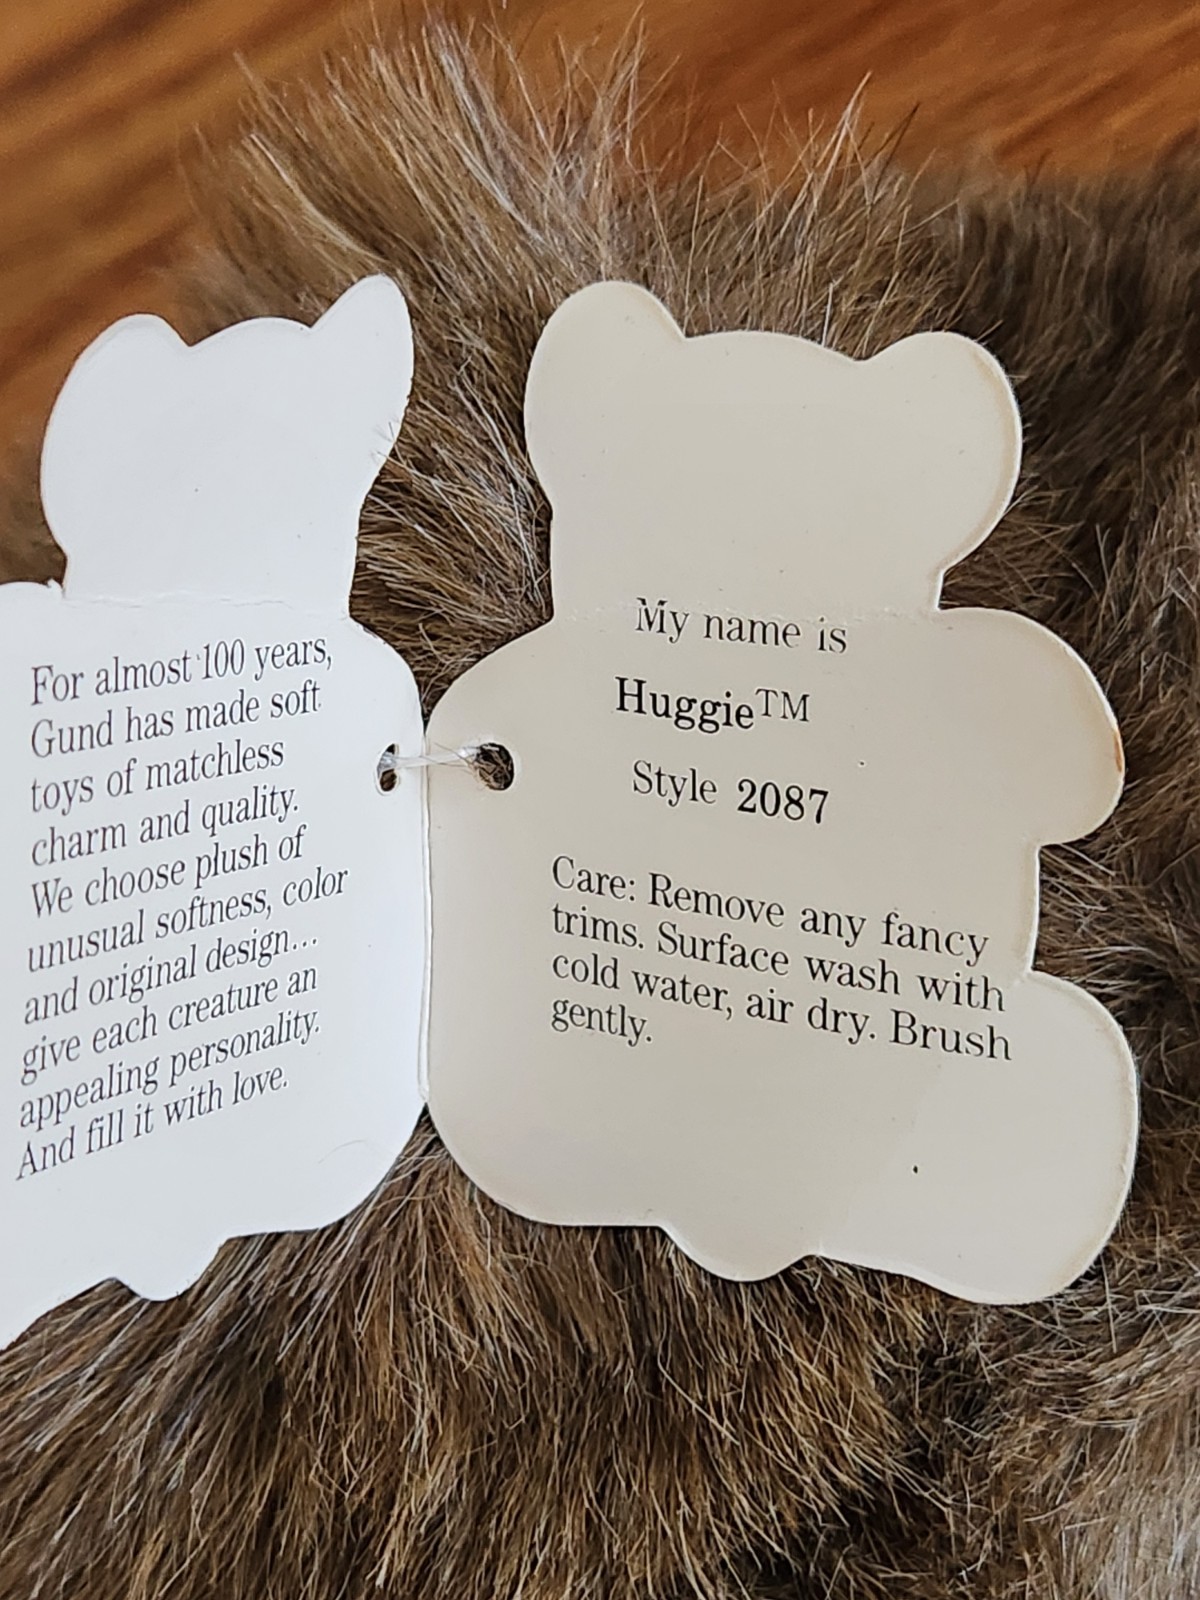 For almost 100 years,
Gund has made soft
toys of matchless
charm and quality.
We choose plush of
unusual softness, color
and original design...
give each creature an
appealing personality.
And fill it with love.
My name is
Huggie™
Style 2087
Care: Remove any fancy
trims. Surface wash with
cold water, air dry. Brush
gently.